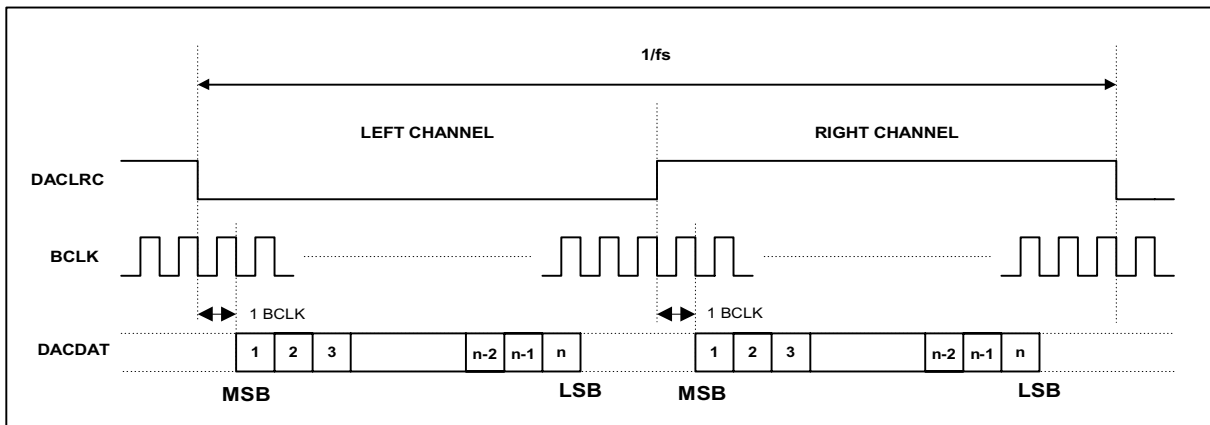 1/fs
LEFT CHANNEL RIGHT CHANNEL
DACLRC
BCLK
1 BCLK 1 BCLK
DACDAT 1 2 3 n-2 n-1 n 1 2 3 n-2 n-1 n
MSB LSB MSB LSB